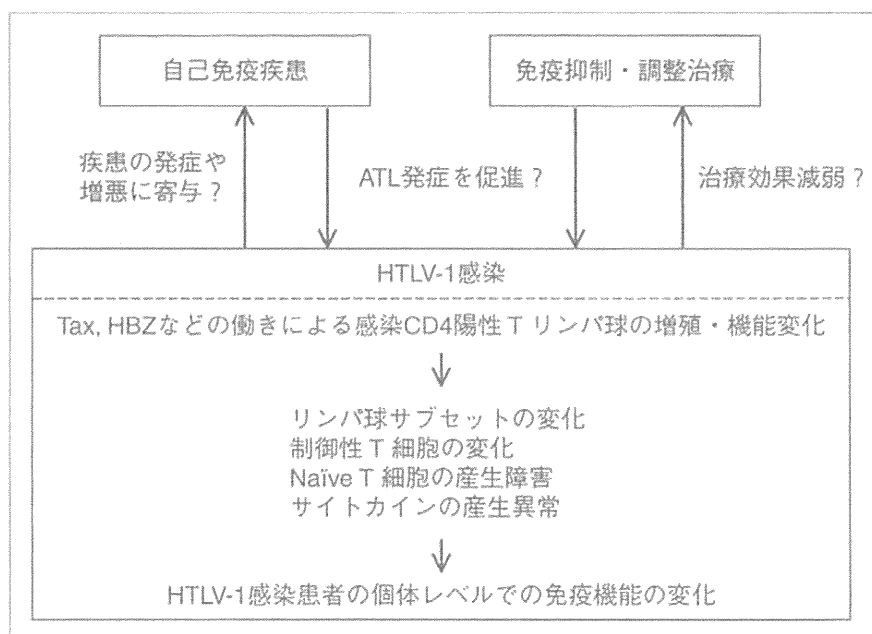 自己免疫疾患
免疫抑制・調整治療
疾患の発症や
増悪に寄与？
ATL発症を促進？
治療効果減弱？
HTLV-1感染
Tax, HBZなどの働きによる感染CD4陽性Tリンパ球の増殖・機能変化
リンパ球サブセットの変化
制御性T細胞の変化
Naïve T細胞の産生障害
サイトカインの産生異常
HTLV-1感染患者の個体レベルでの免疫機能の変化